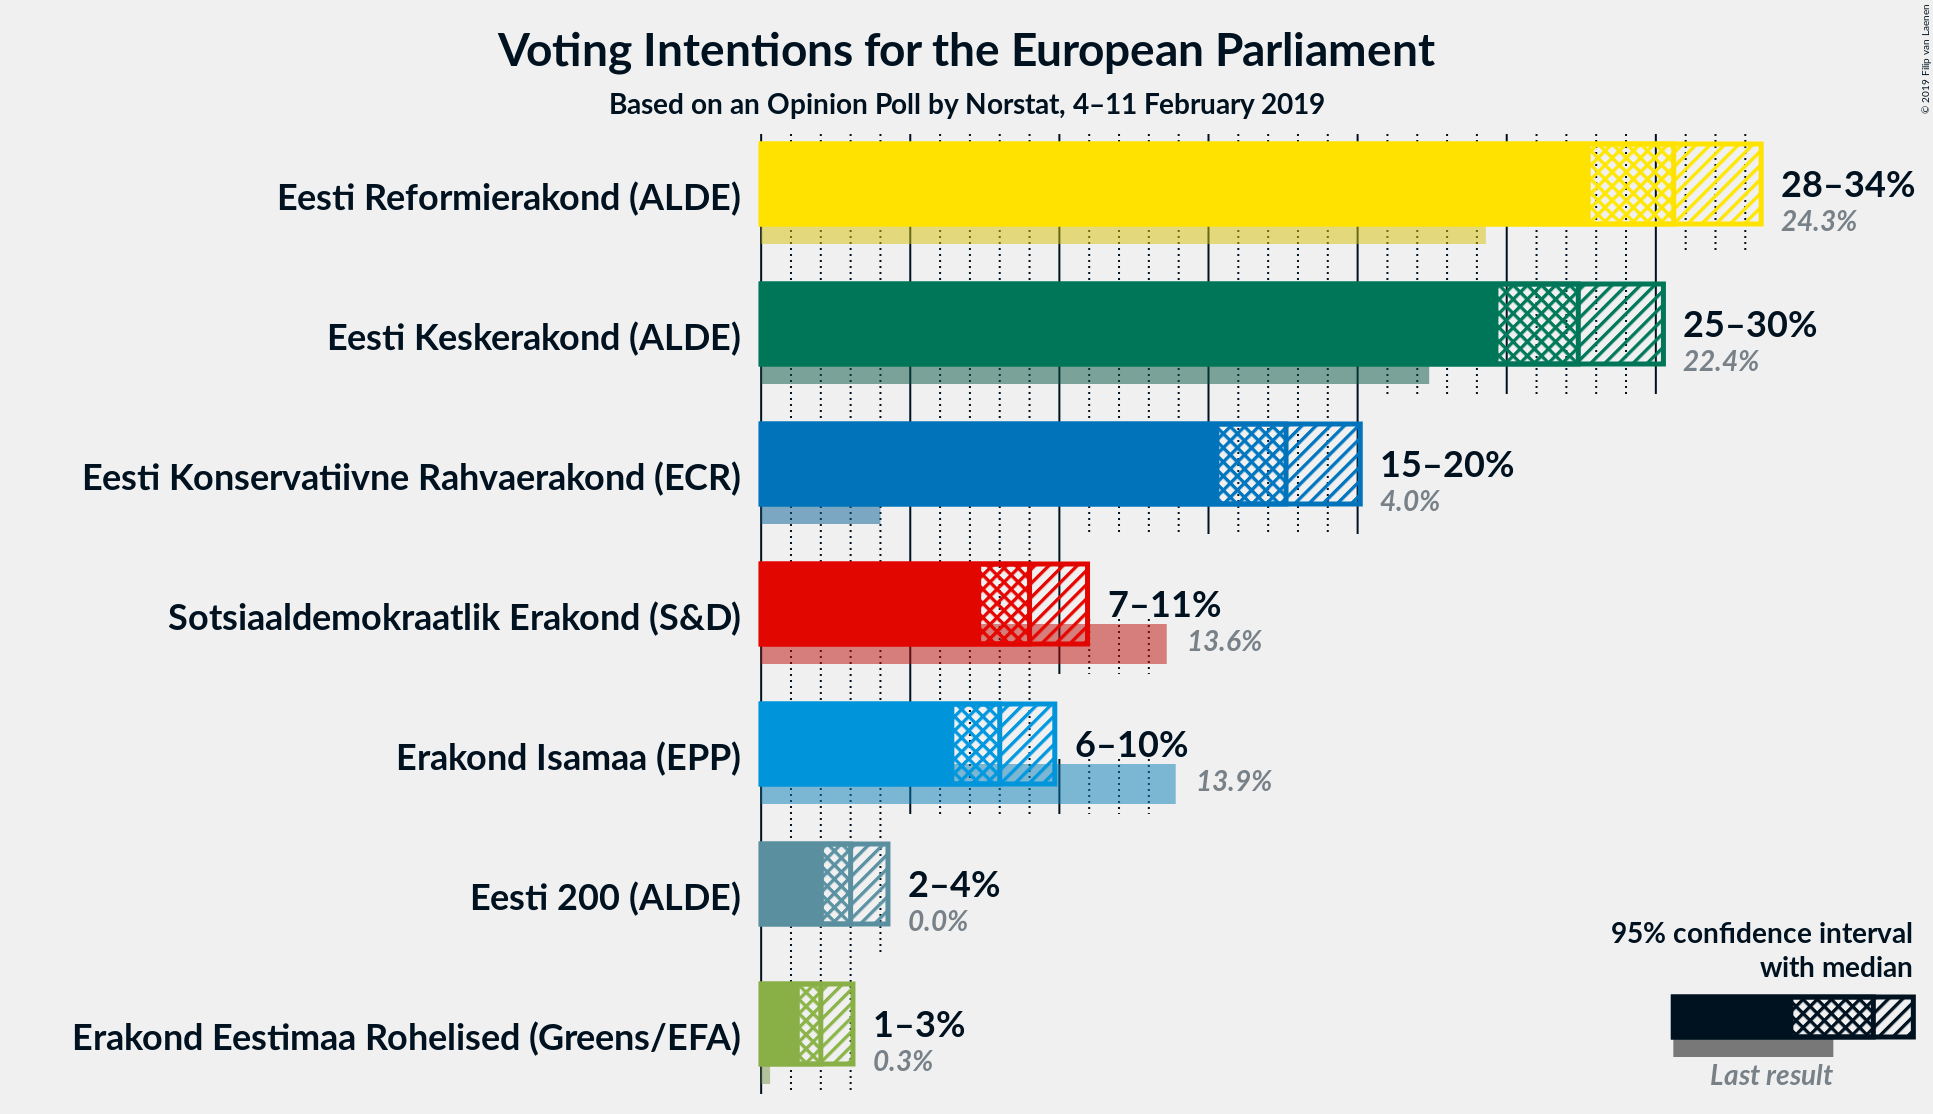 Voting Intentions for the European Parliament
Based on an Opinion Poll by Norstat, 4–11 February 2019
© 2019 Filip van Laenen
Eesti Reformierakond (ALDE)
28–34%
24.3%
Eesti Keskerakond (ALDE)
25–30%
22.4%
Eesti Konservatiivne Rahvaerakond (ECR)
15–20%
4.0%
Sotsiaaldemokraatlik Erakond (S&D)
7–11%
13.6%
Erakond Isamaa (EPP)
6–10%
13.9%
Eesti 200 (ALDE)
2–4%
0.0%
Erakond Eestimaa Rohelised (Greens/EFA)
1–3%
0.3%
95% confidence interval
with median
Last result